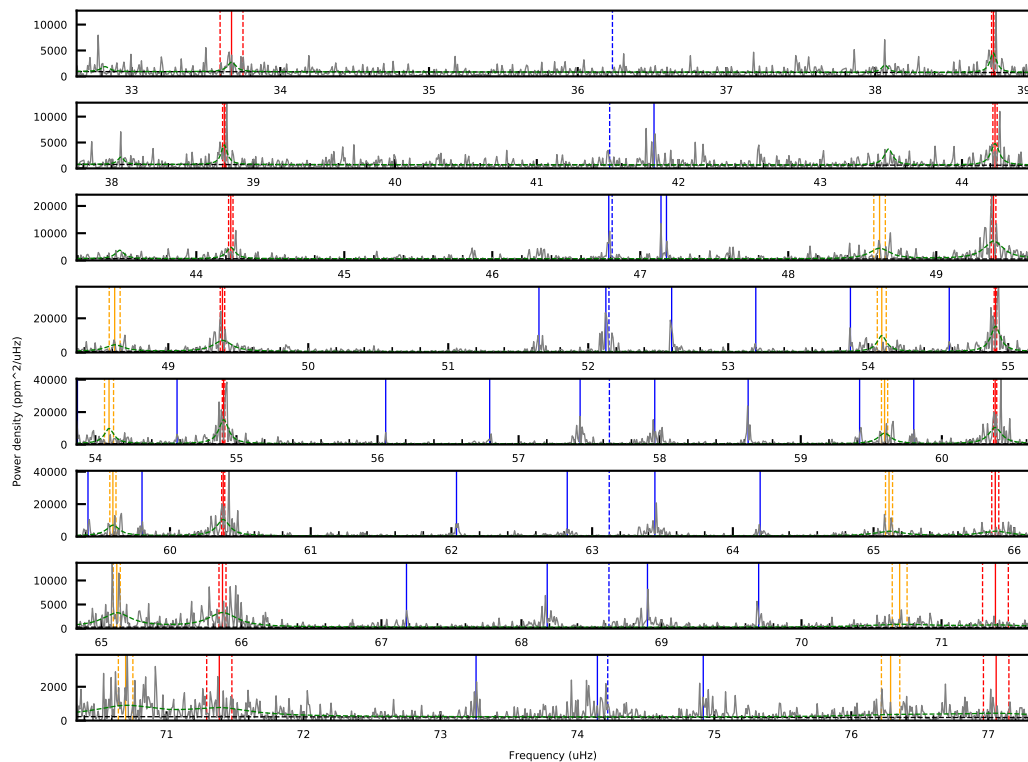 10000
5000
0
33 34 35 36 37 38 39
10000
5000
0
38 39 40 41 42 43 44
20000
10000
0
44 45 46 47 48 49
20000
0
49 50 51 52 53 54 55
40000
20000
0
54 55 56 57 58 59 60
40000
20000
0
60 61 62 63 64 65 66
10000
5000
0
65 66 67 68 69 70 71
2000
0
71 72 73 74 75 76 77
Power density (ppm^2/uHz)
Frequency (uHz)